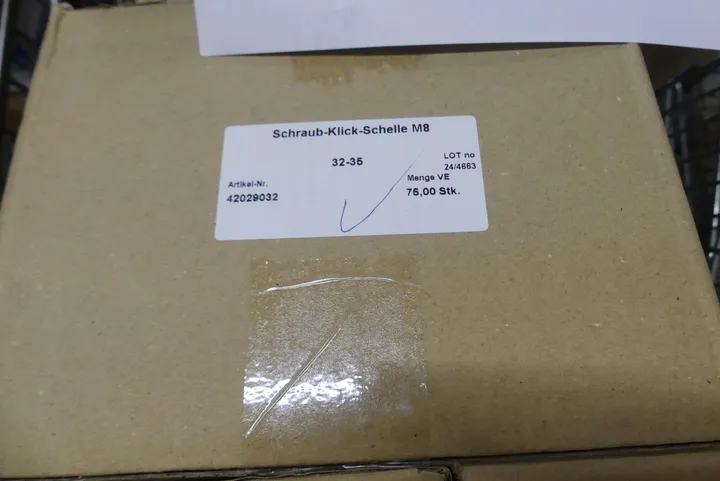 Schraub-Klick-Schelle M8
32-35
LOT no
24/4663
Artikel-Nr.
Menge VE
42029032
75,00 Stk.